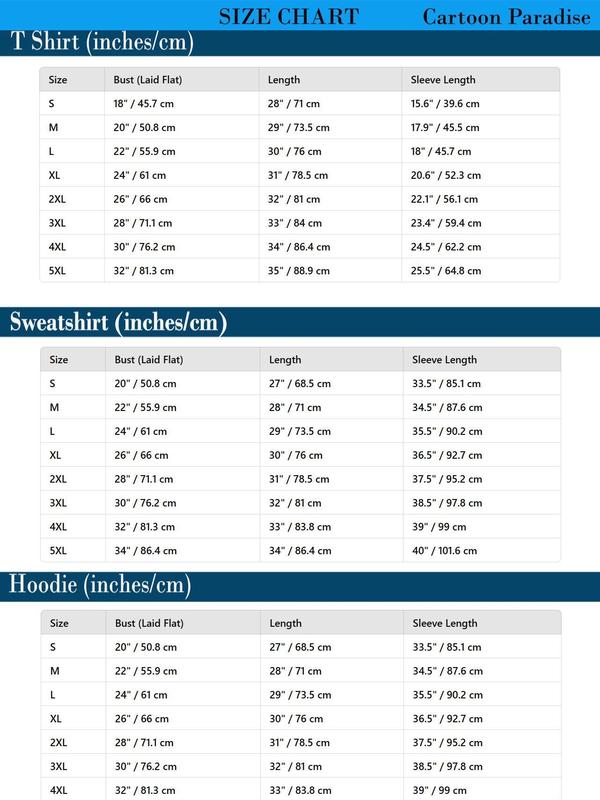 SIZE CHART Cartoon Paradise
T Shirt (inches/cm)
Size Bust (Laid Flat) Length Sleeve Length
S 18" / 45.7 cm 28" / 71 cm 15.6" / 39.6 cm
M 20" / 50.8 cm 29" / 73.5 cm 17.9" / 45.5 cm
L 22" / 55.9 cm 30" / 76 cm 18" / 45.7 cm
XL 24" / 61 cm 31" / 78.5 cm 20.6" / 52.3 cm
2XL 26" / 66 cm 32" / 81 cm 22.1" / 56.1 cm
3XL 28" / 71.1 cm 33" / 84 cm 23.4" / 59.4 cm
4XL 30" / 76.2 cm 34" / 86.4 cm 24.5" / 62.2 cm
5XL 32" / 81.3 cm 35" / 88.9 cm 25.5" / 64.8 cm
Sweatshirt (inches/cm)
Size Bust (Laid Flat) Length Sleeve Length
S 20" / 50.8 cm 27" / 68.5 cm 33.5" / 85.1 cm
M 22" / 55.9 cm 28" / 71 cm 34.5" / 87.6 cm
L 24" / 61 cm 29" / 73.5 cm 35.5" / 90.2 cm
XL 26" / 66 cm 30" / 76 cm 36.5" / 92.7 cm
2XL 28" / 71.1 cm 31" / 78.5 cm 37.5" / 95.2 cm
3XL 30" / 76.2 cm 32" / 81 cm 38.5" / 97.8 cm
4XL 32" / 81.3 cm 33" / 83.8 cm 39" / 99 cm
5XL 34" / 86.4 cm 34" / 86.4 cm 40" / 101.6 cm
Hoodie (inches/cm)
Size Bust (Laid Flat) Length Sleeve Length
S 20" / 50.8 cm 27" / 68.5 cm 33.5" / 85.1 cm
M 22" / 55.9 cm 28" / 71 cm 34.5" / 87.6 cm
L 24" / 61 cm 29" / 73.5 cm 35.5" / 90.2 cm
XL 26" / 66 cm 30" / 76 cm 36.5" / 92.7 cm
2XL 28" / 71.1 cm 31" / 78.5 cm 37.5" / 95.2 cm
3XL 30" / 76.2 cm 32" / 81 cm 38.5" / 97.8 cm
4XL 32" / 81.3 cm 33" / 83.8 cm 39" / 99 cm